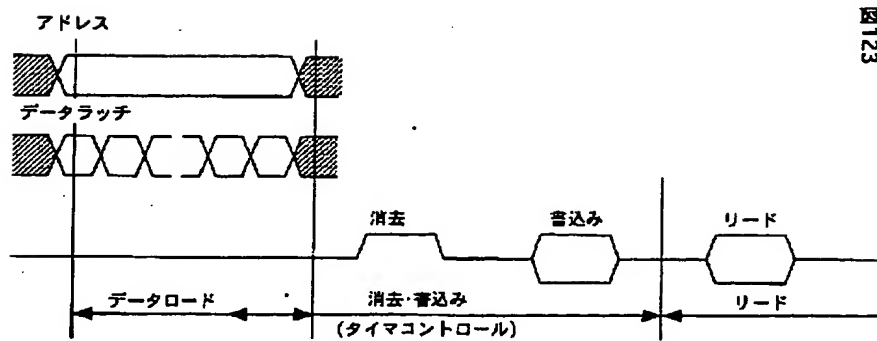 図123
アドレス
データラッチ
消去
書込み
リード
データロード
消去・書込み
(タイマコントロール)
リード